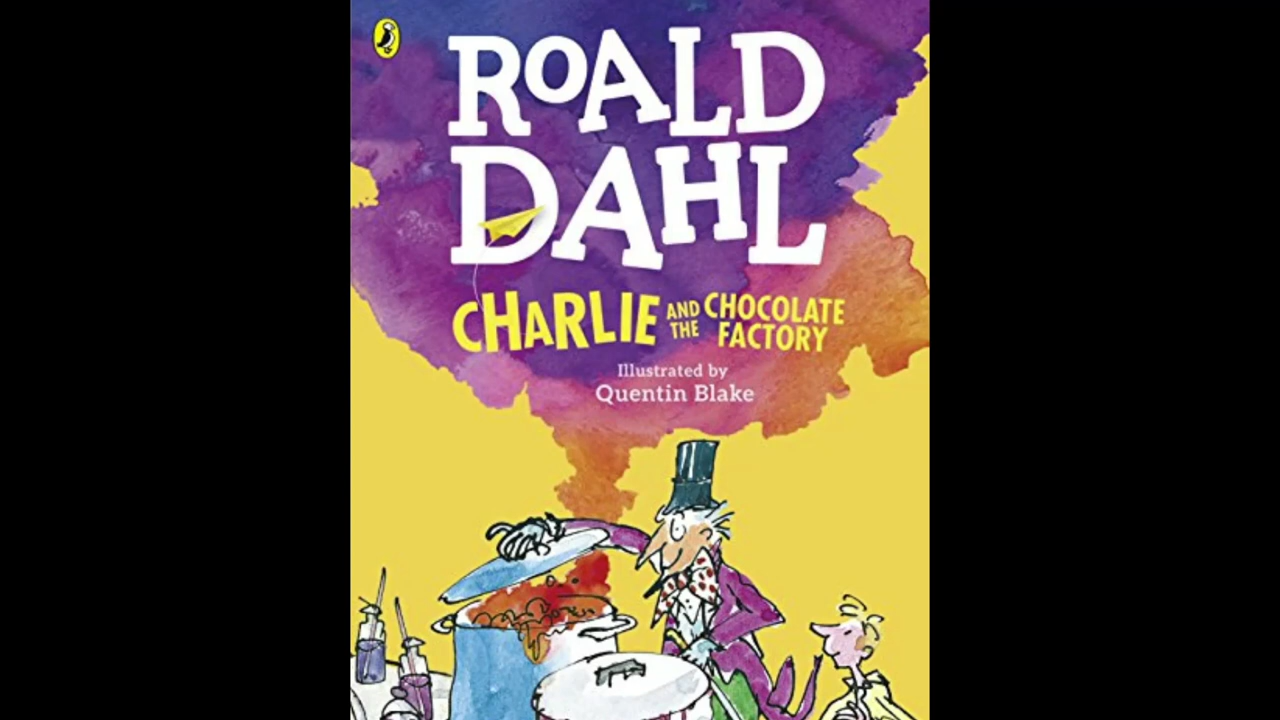 ROALD
DAHL
CHARLIE AND THE CHOCOLATE FACTORY
Illustrated by
Quentin Blake